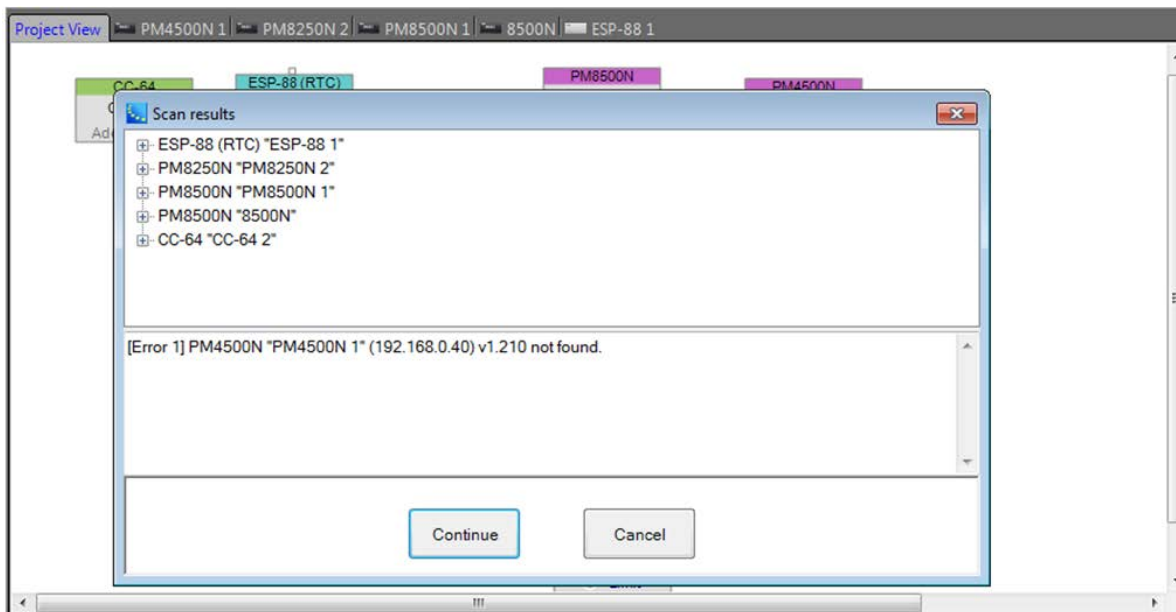 Project View PM4500N 1 PM8250N 2 PM8500N 1 8500N ESP-88 1
CC-64 ESP-88 (RTC) PM8500N PM4500N
Scan results
ESP-88 (RTC) "ESP-88 1"
PM8250N "PM8250N 2"
PM8500N "PM8500N 1"
PM8500N "8500N"
CC-64 "CC-64 2"
[Error 1] PM4500N "PM4500N 1" (192.168.0.40) v1.210 not found.
Continue Cancel